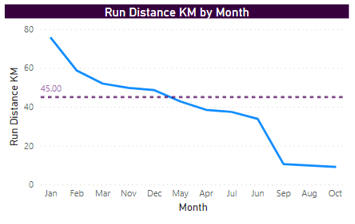 Run Distance KM by Month
80
60
45.00
40
20
0
Run Distance KM
Jan Feb Mar Nov Dec May Apr Jul Jun Sep Aug Oct
Month